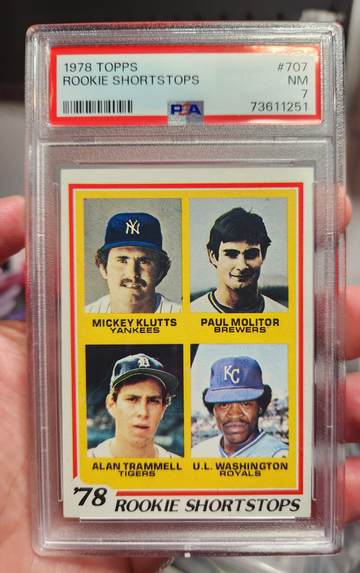 1978 TOPPS #707
ROOKIE SHORTSTOPS NM
7
PSA 73611251
NY
MICKEY KLUTTS PAUL MOLITOR
YANKEES BREWERS
D KC
ALAN TRAMMELL U.L. WASHINGTON
TIGERS ROYALS
'78 ROOKIE SHORTSTOPS